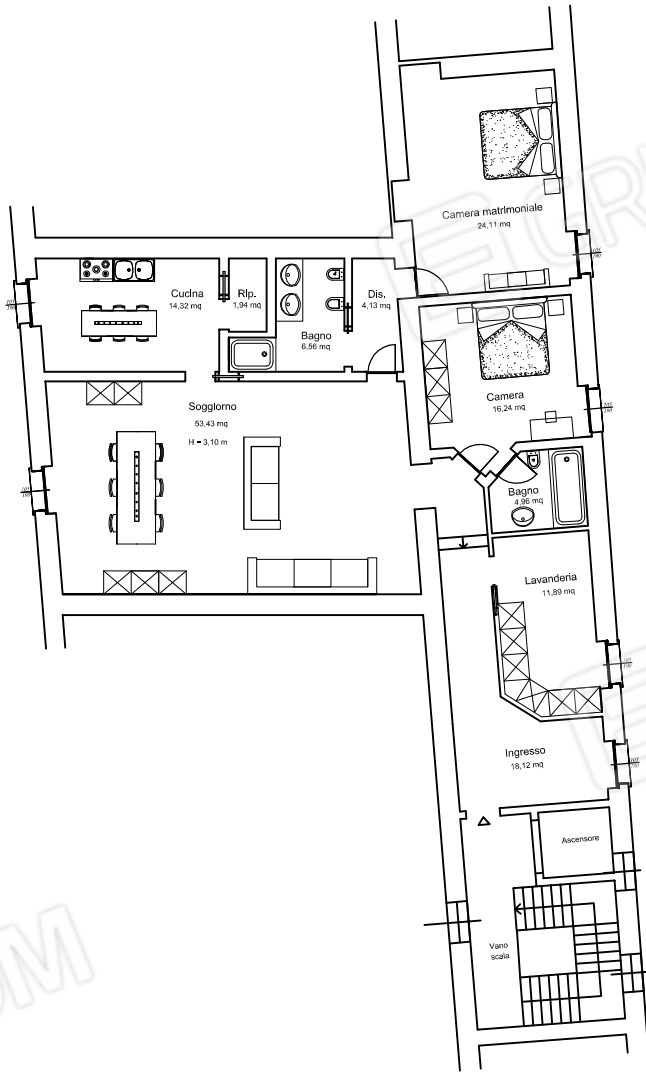 Camera matrimoniale
24,11 mq
Cucina
14,32 mq
Rip.
1,94 mq
Dis.
4,13 mq
Bagno
6,56 mq
Camera
16,24 mq
Soggiorno
53,43 mq
H = 3,10 m
Bagno
4,96 mq
Lavanderia
11,89 mq
Ingresso
18,12 mq
Ascensore
Vano
scala